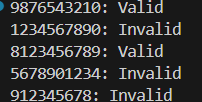 9876543210: Valid
1234567890: Invalid
8123456789: Valid
5678901234: Invalid
912345678: Invalid